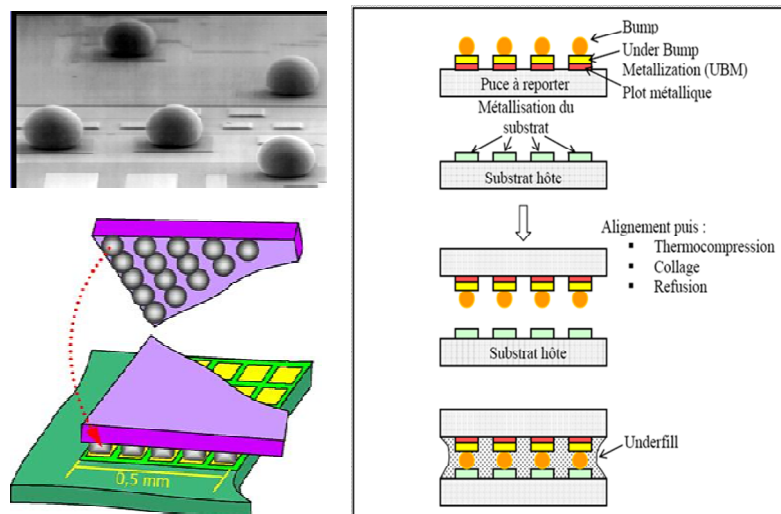 0,5 mm
Bump
Under Bump
Metallization (UBM)
Plot métallique
Puce à reporter
Métallisation du
substrat
Substrat hôte
Alignement puis :
▪ Thermocompression
▪ Collage
▪ Refusion
Substrat hôte
Underfill